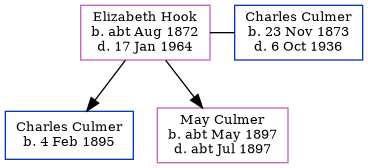 Elizabeth Hook
b. abt Aug 1872
d. 17 Jan 1964
Charles Culmer
b. 23 Nov 1873
d. 6 Oct 1936
Charles Culmer
b. 4 Feb 1895
May Culmer
b. abt May 1897
d. abt Jul 1897